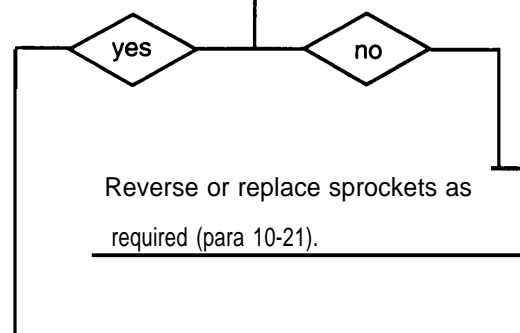 yes
no
Reverse or replace sprockets as
required (para 10-21).